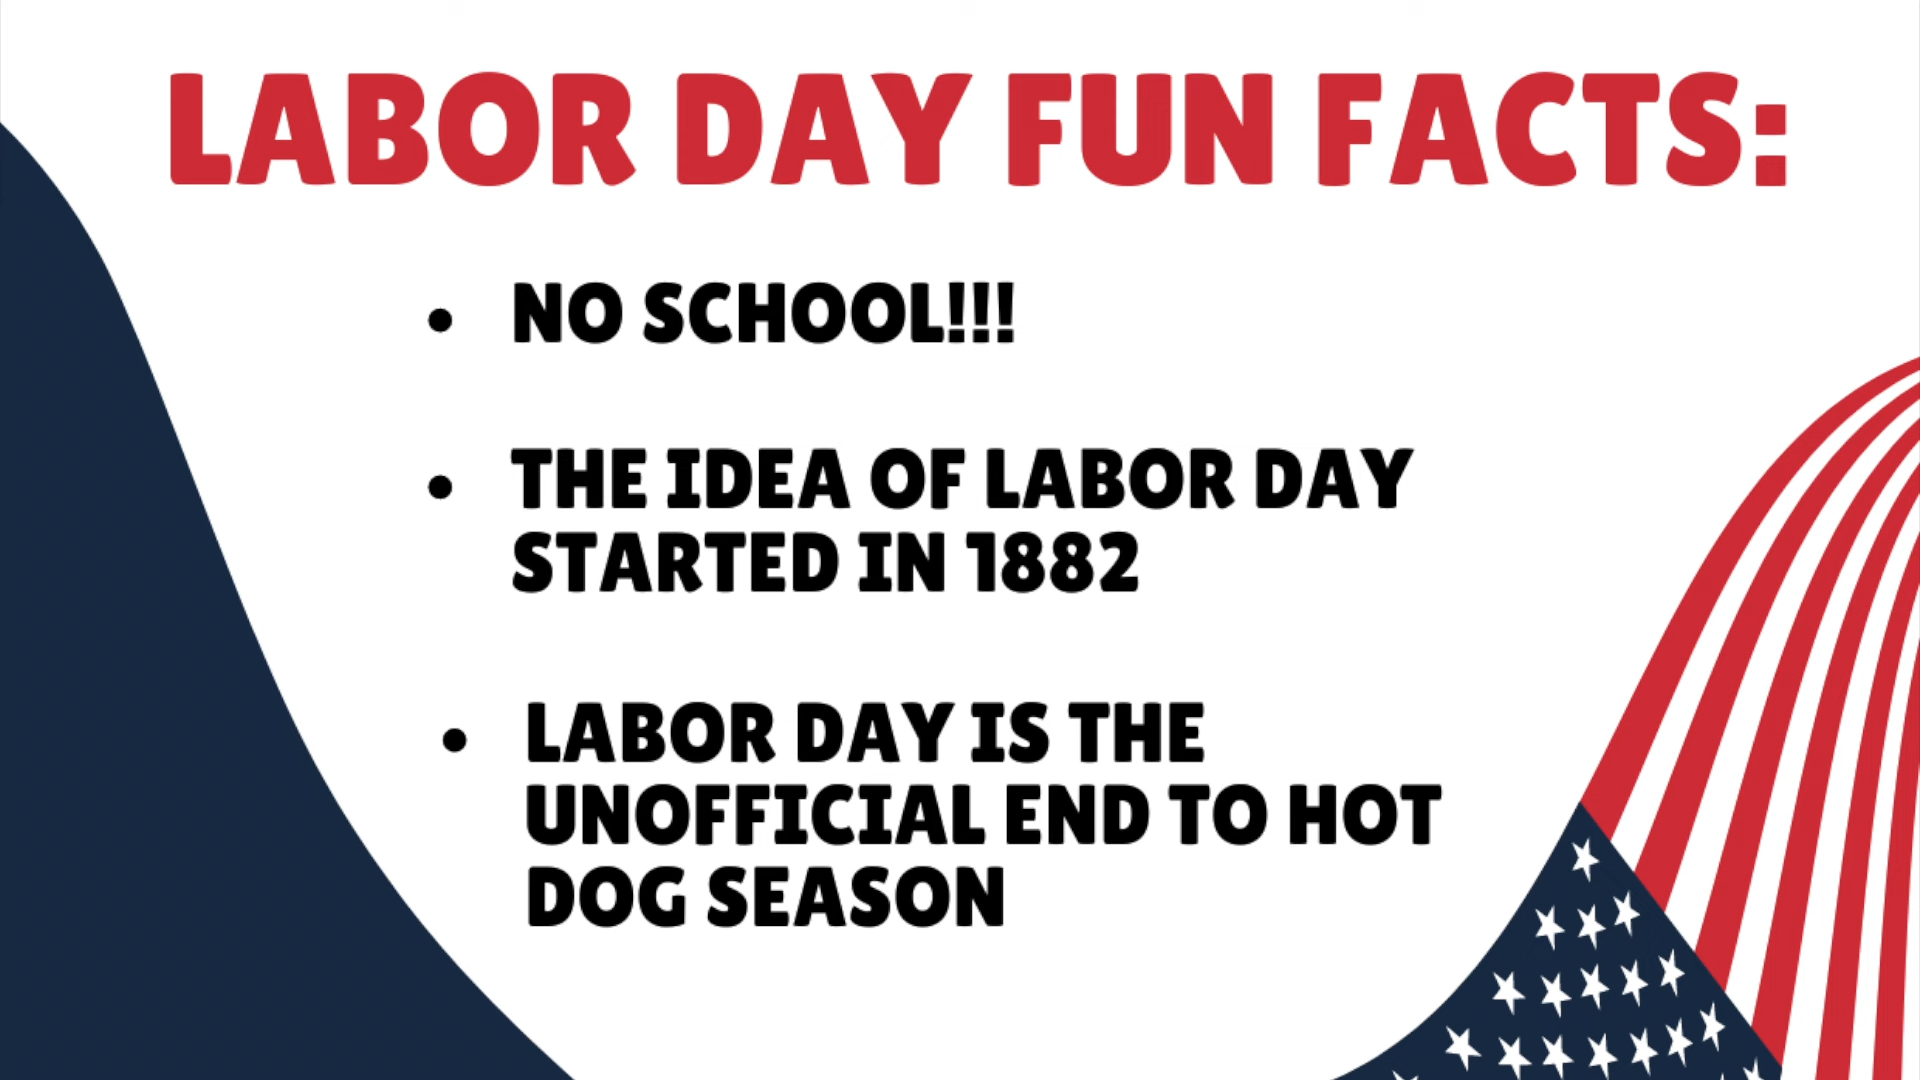 LABOR DAY FUN FACTS:
• NO SCHOOL!!!
• THE IDEA OF LABOR DAY
STARTED IN 1882
• LABOR DAY IS THE
UNOFFICIAL END TO HOT
DOG SEASON